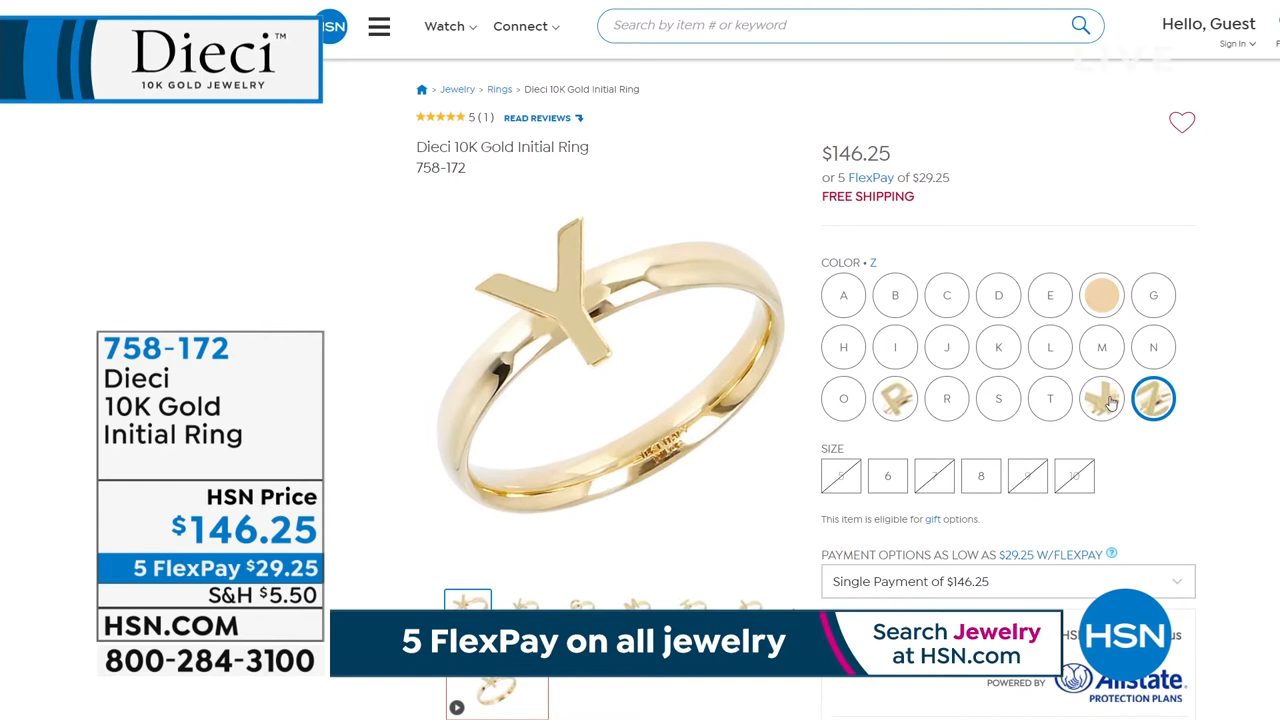 Dieci™
10K GOLD JEWELRY
HSN
Watch
Connect
Search by item # or keyword
Hello, Guest
Sign In
LIVE
> Jewelry > Rings > Dieci 10K Gold Initial Ring
5 (1) READ REVIEWS
Dieci 10K Gold Initial Ring
758-172
$146.25
or 5 FlexPay of $29.25
FREE SHIPPING
COLOR • Z
A B C D E G
H I J K L M N
O P R S T Y Z
SIZE
5 6 7 8 9 10
This item is eligible for gift options.
PAYMENT OPTIONS AS LOW AS $29.25 W/FLEXPAY ?
Single Payment of $146.25
Y
758-172
Dieci
10K Gold
Initial Ring
HSN Price
$146.25
5 FlexPay $29.25
S&H $5.50
HSN.COM
800-284-3100
5 FlexPay on all jewelry
Search Jewelry
at HSN.com
HSN
POWERED BY
Allstate
PROTECTION PLANS